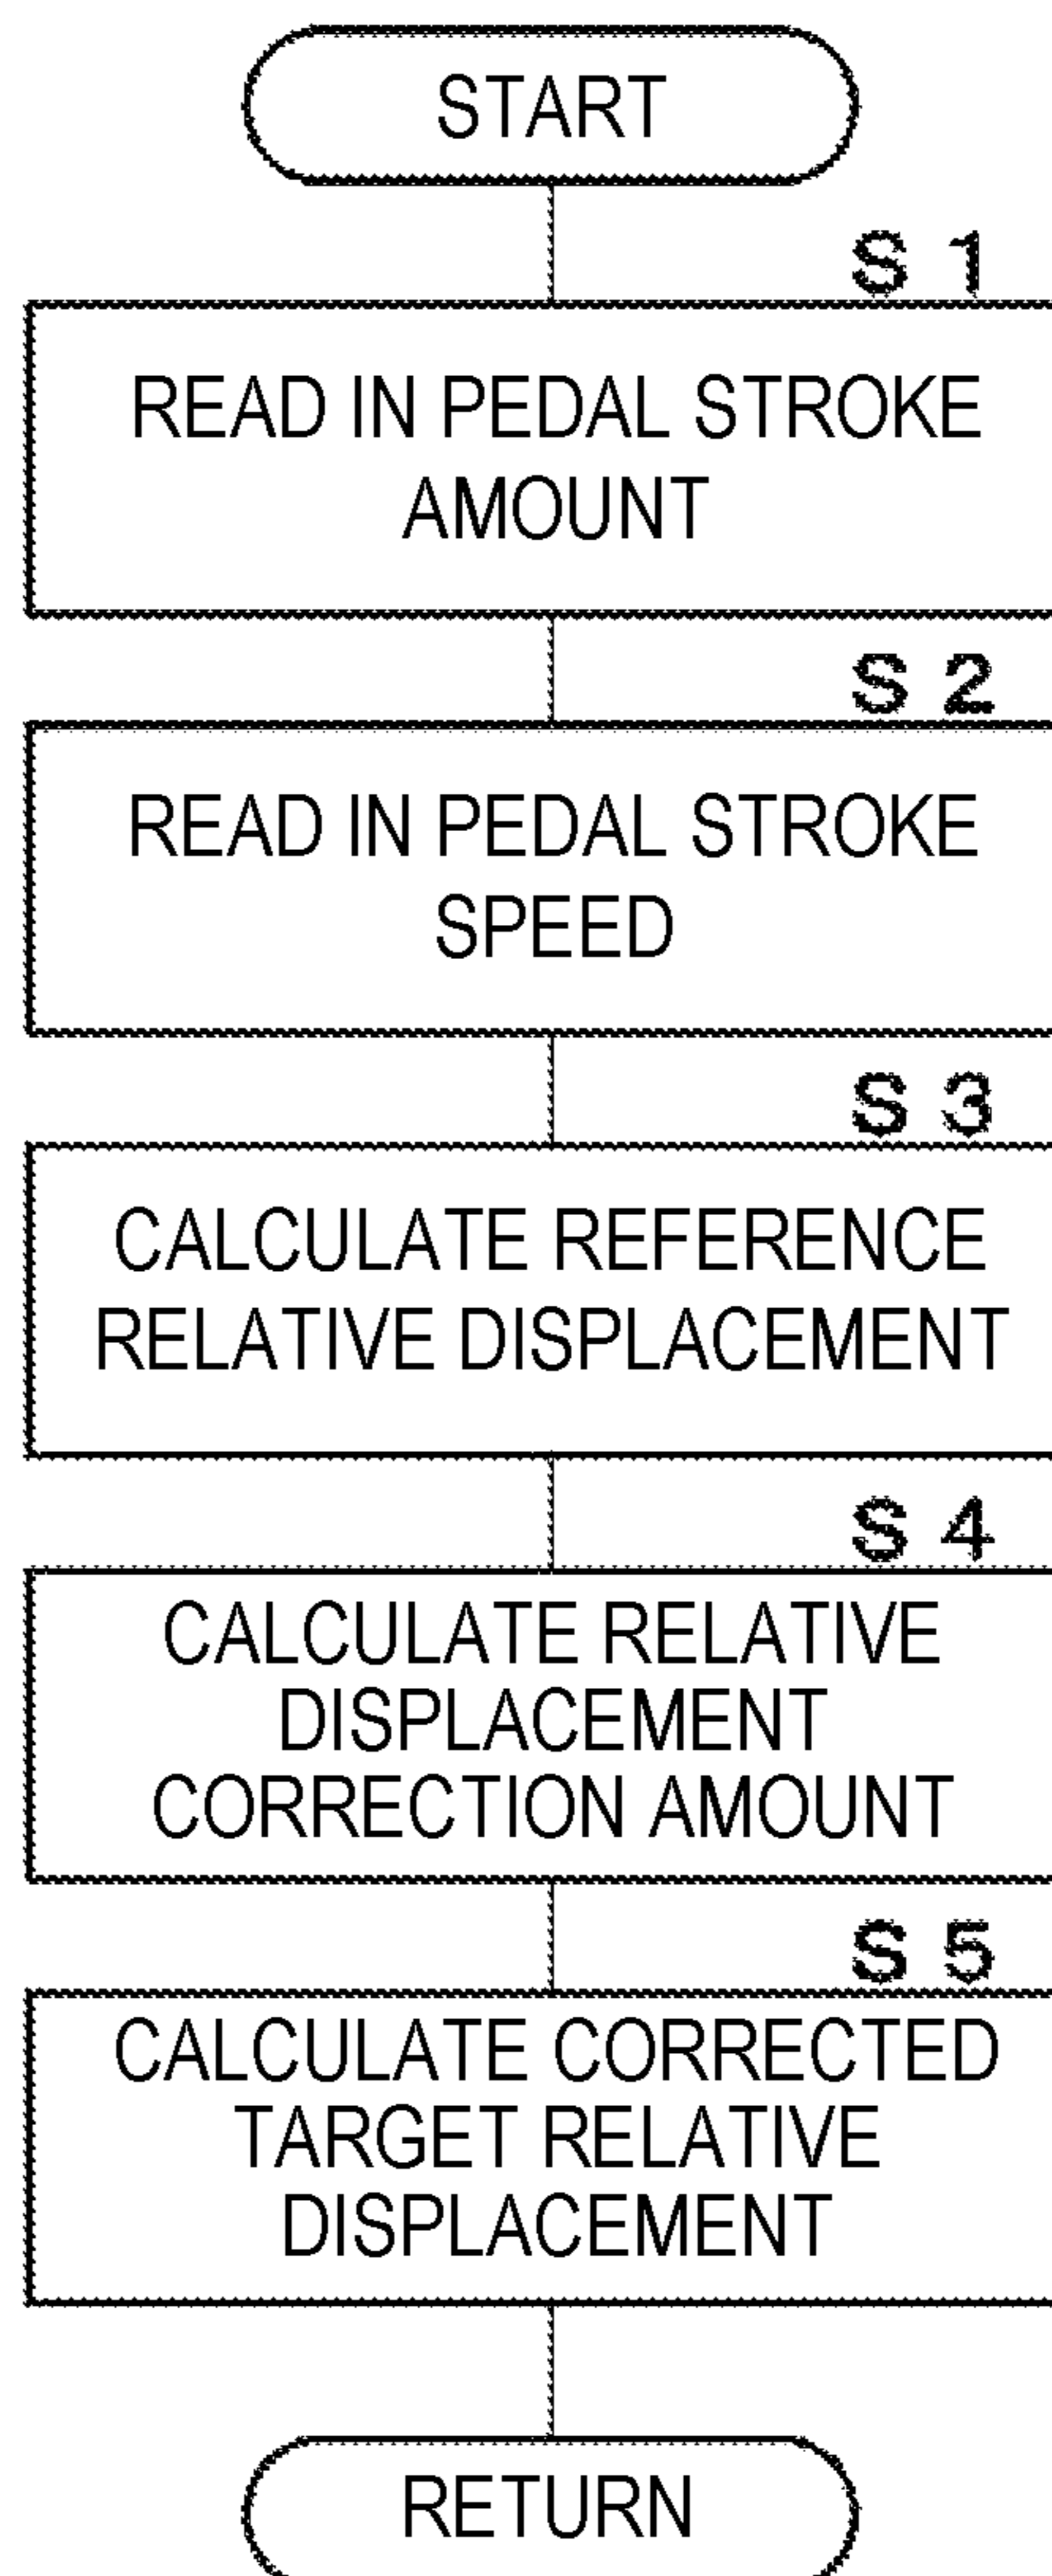 START
S 1
READ IN PEDAL STROKE
AMOUNT
S 2
READ IN PEDAL STROKE
SPEED
S 3
CALCULATE REFERENCE
RELATIVE DISPLACEMENT
S 4
CALCULATE RELATIVE
DISPLACEMENT
CORRECTION AMOUNT
S 5
CALCULATE CORRECTED
TARGET RELATIVE
DISPLACEMENT
RETURN